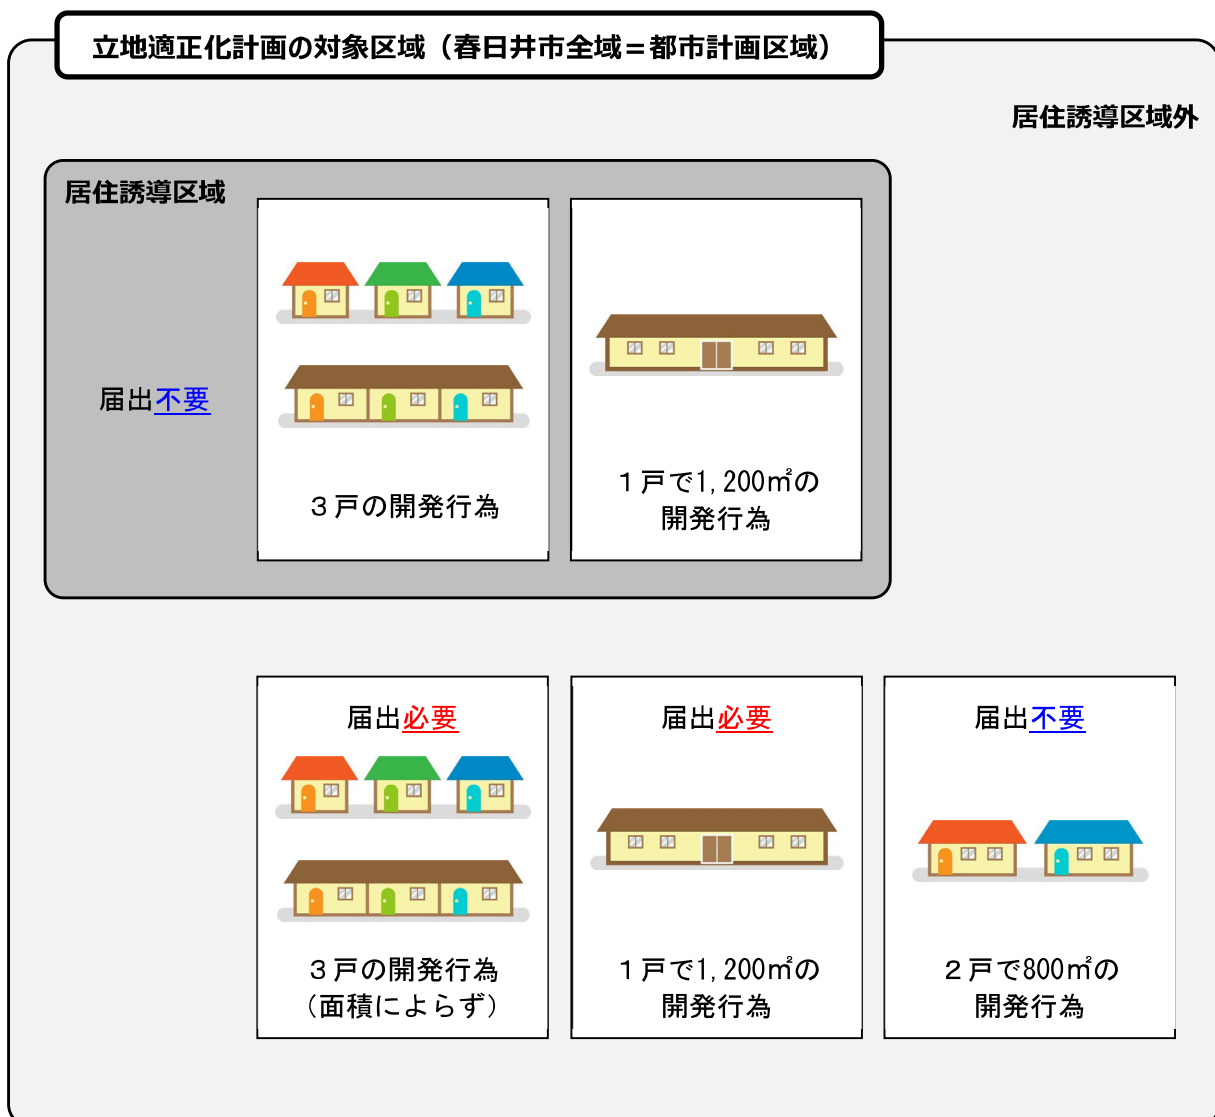 立地適正化計画の対象区域（春日井市全域＝都市計画区域）
居住誘導区域外
居住誘導区域
届出不要
３戸の開発行為
１戸で1,200㎡の
開発行為
届出必要
３戸の開発行為
（面積によらず）
届出必要
１戸で1,200㎡の
開発行為
届出不要
２戸で800㎡の
開発行為